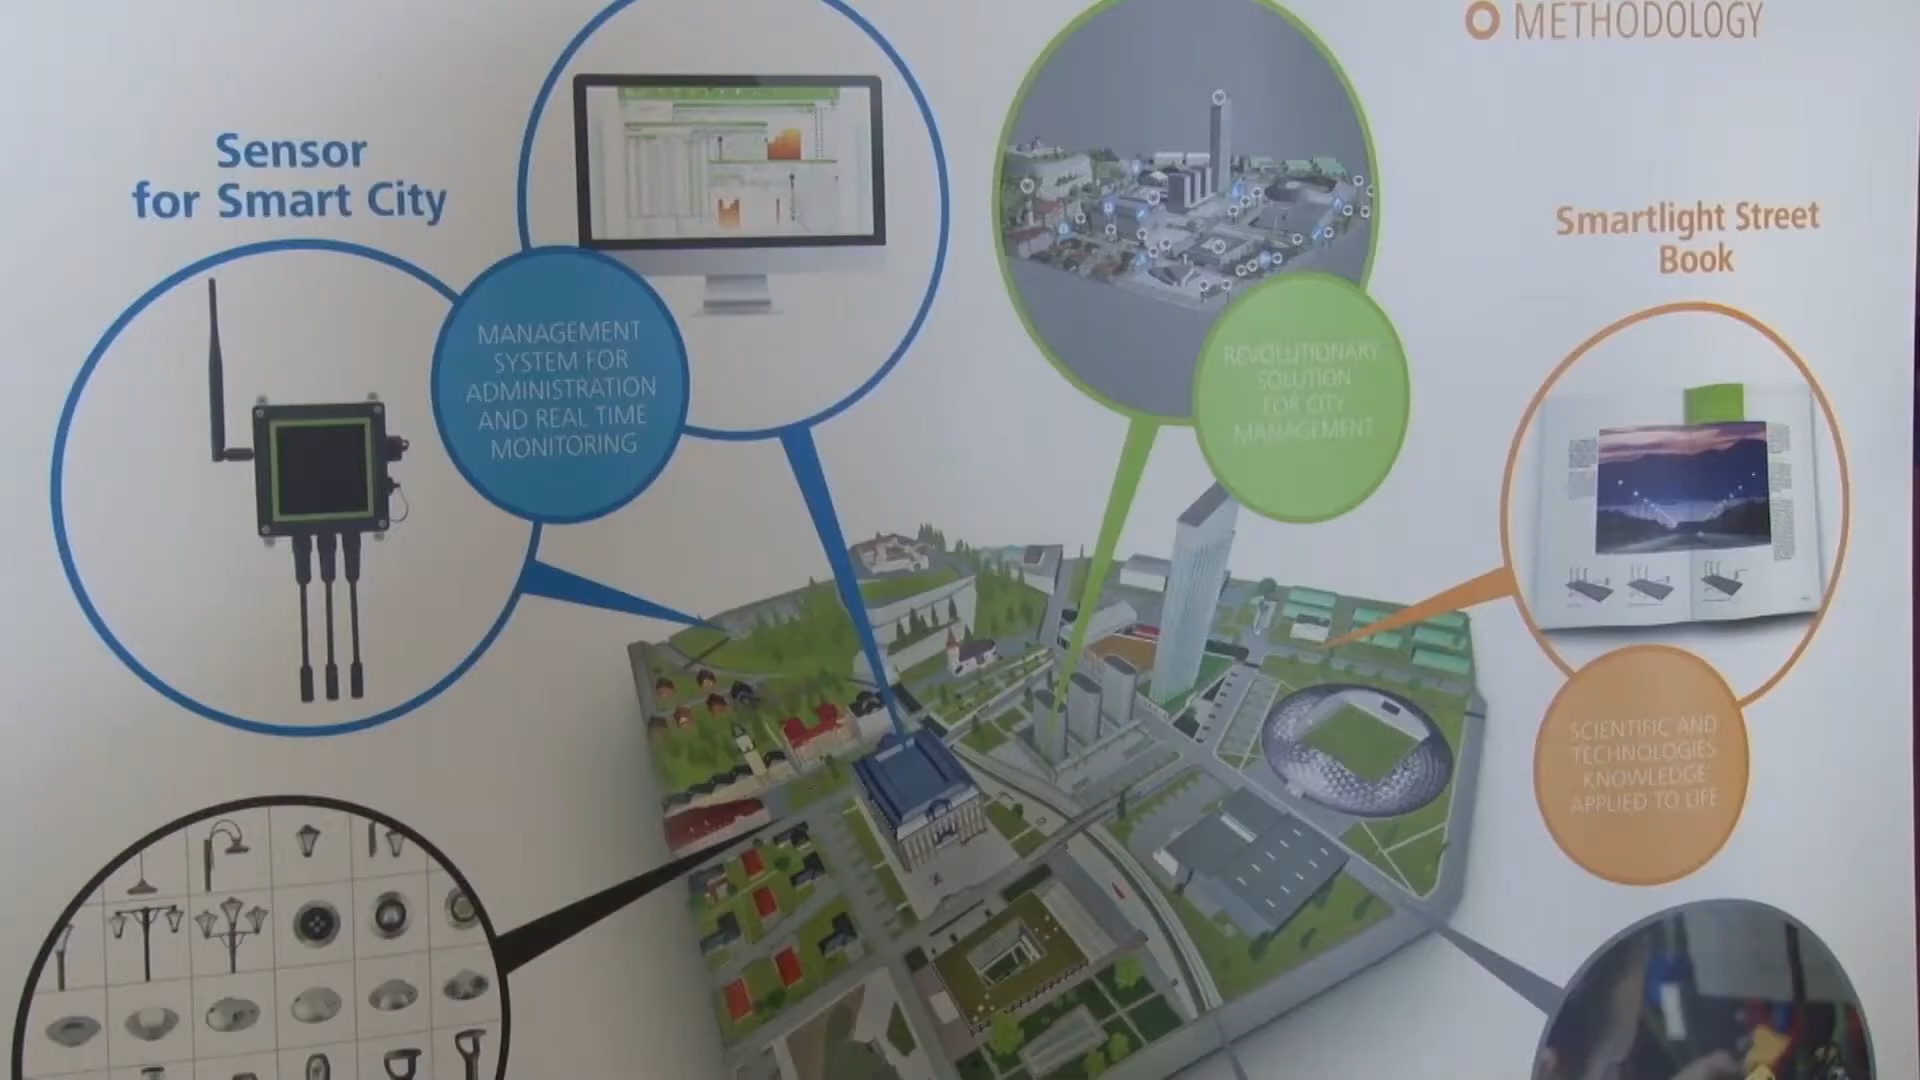 METHODOLOGY
Sensor
for Smart City
MANAGEMENT
SYSTEM FOR
ADMINISTRATION
AND REAL TIME
MONITORING
REVOLUTIONARY
SOLUTION
FOR CITY
MANAGEMENT
Smartlight Street
Book
SCIENTIFIC AND
TECHNOLOGIES
KNOWLEDGE
APPLIED TO LIFE